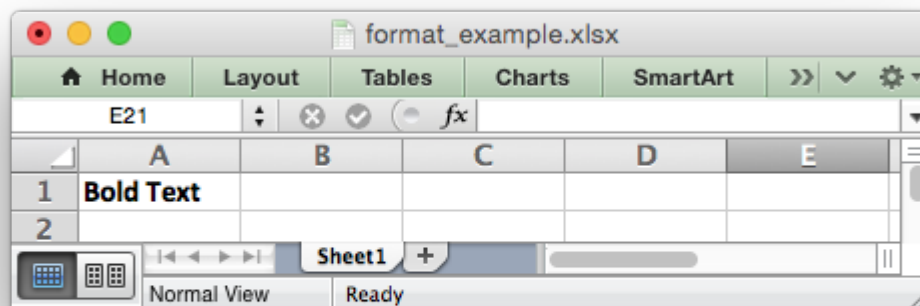 format_example.xlsx
Home Layout Tables Charts SmartArt
E21 fx
A B C D E
1 Bold Text
2
Sheet1 +
Normal View Ready